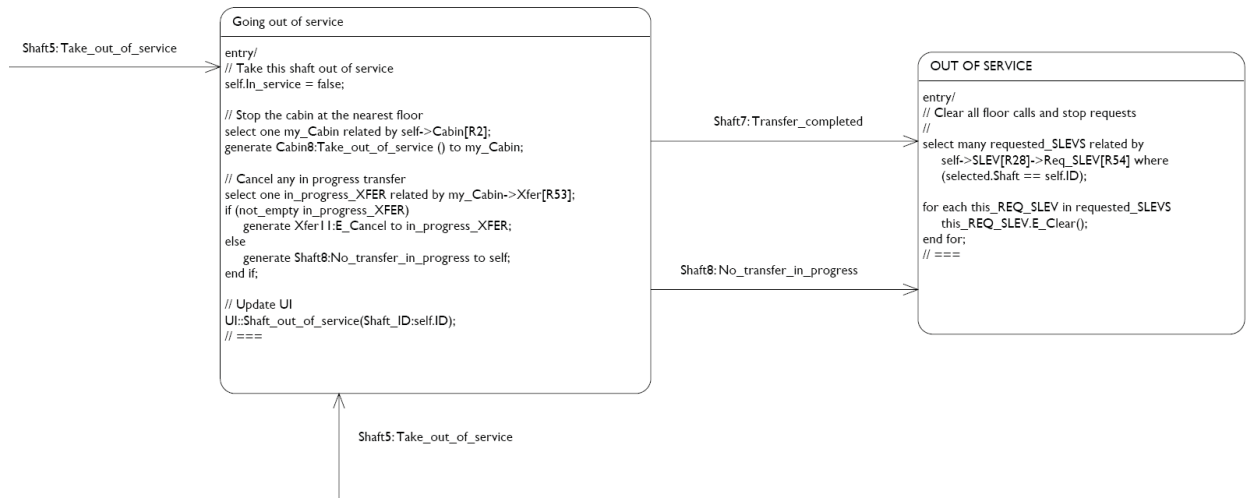 Going out of service
Shaft5: Take_out_of_service
entry/
// Take this shaft out of service
self.In_service = false;
// Stop the cabin at the nearest floor
select one my_Cabin related by self->Cabin[R2];
generate Cabin8:Take_out_of_service () to my_Cabin;
// Cancel any in progress transfer
select one in_progress_XFER related by my_Cabin->Xfer[R53];
if (not_empty in_progress_XFER)
generate Xfer11:E_Cancel to in_progress_XFER;
else
generate Shaft8:No_transfer_in_progress to self;
end if;
// Update UI
UI::Shaft_out_of_service(Shaft_ID:self.ID);
// ===
Shaft7: Transfer_completed
Shaft8: No_transfer_in_progress
OUT OF SERVICE
entry/
// Clear all floor calls and stop requests
//
select many requested_SLEVS related by
self->SLEV[R28]->Req_SLEV[R54] where
(selected.Shaft == self.ID);
for each this_REQ_SLEV in requested_SLEVS
this_REQ_SLEV.E_Clear();
end for;
// ===
Shaft5: Take_out_of_service